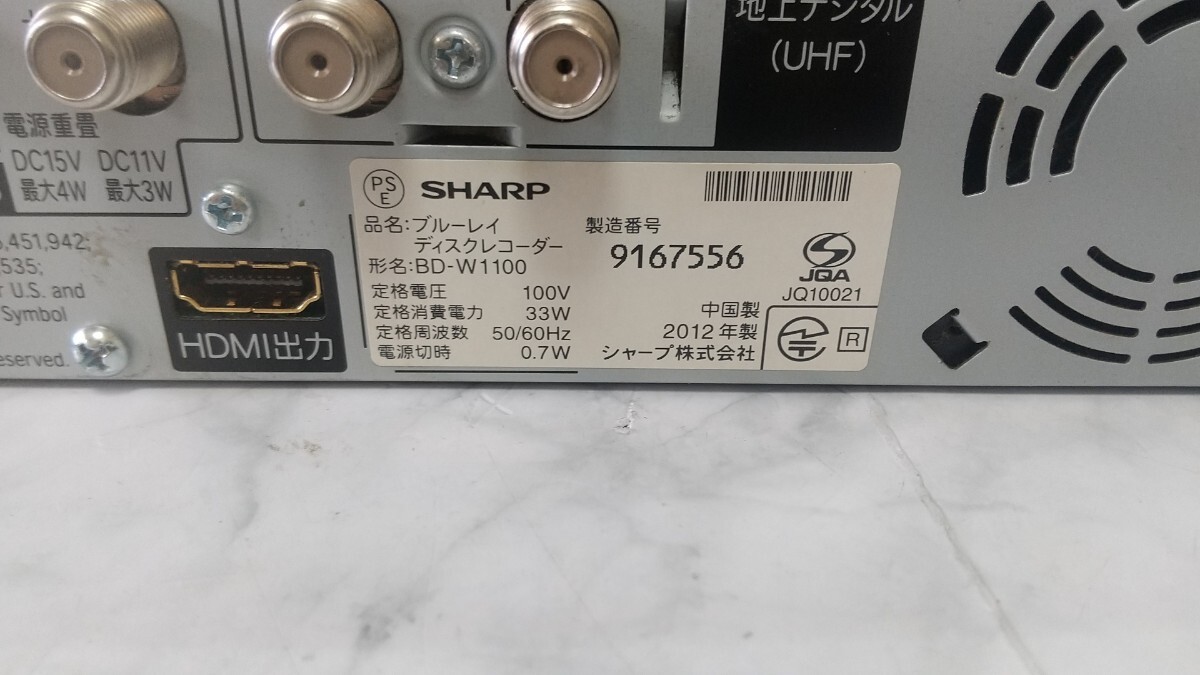 地上デジタル
(UHF)
電源重畳
DC15V DC11V
最大4W 最大3W
,451,942;
535;
U.S. and
Symbol
eserved.
HDMI出力
PSE SHARP
品名:ブルーレイ
ディスクレコーダー
形名:BD-W1100
定格電圧 100V
定格消費電力 33W
定格周波数 50/60Hz
電源切時 0.7W
製造番号
9167556
中国製
2012年製
シャープ株式会社
JQA
JQ10021
R